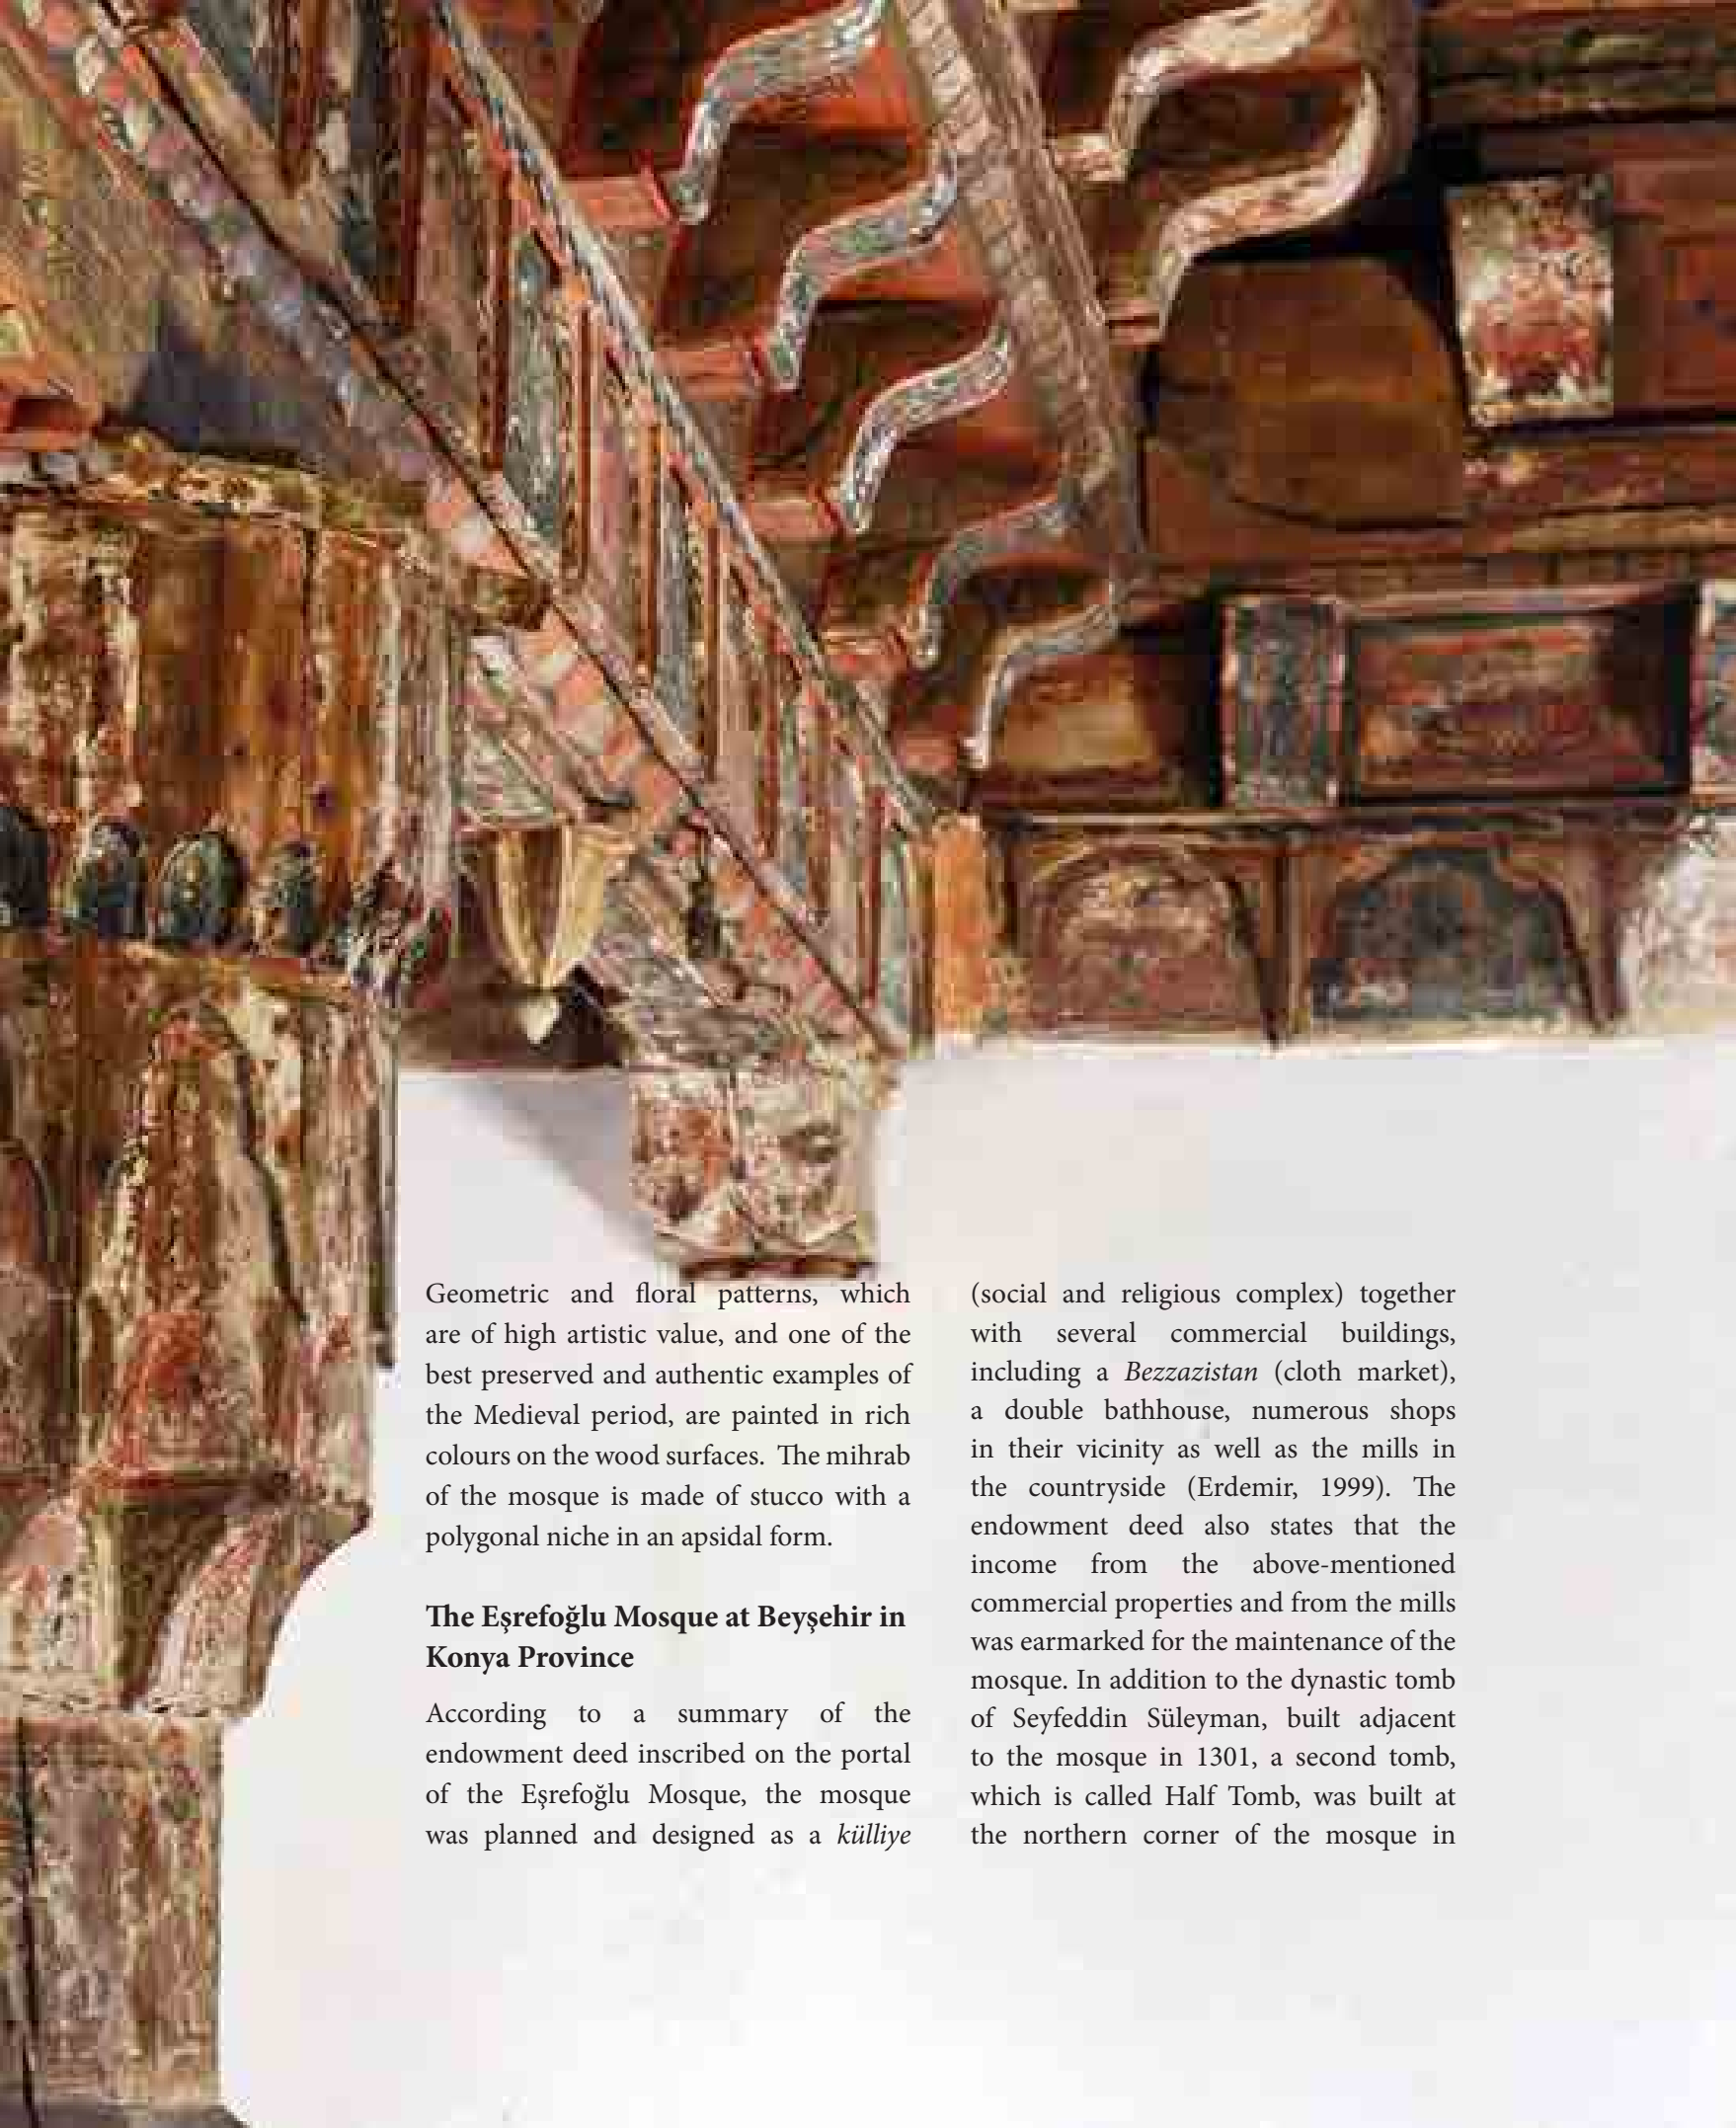 Geometric and floral patterns, which
are of high artistic value, and one of the
best preserved and authentic examples of
the Medieval period, are painted in rich
colours on the wood surfaces. The mihrab
of the mosque is made of stucco with a
polygonal niche in an apsidal form.
The Eşrefoğlu Mosque at Beyşehir in
Konya Province
According to a summary of the
endowment deed inscribed on the portal
of the Eşrefoğlu Mosque, the mosque
was planned and designed as a külliye
(social and religious complex) together
with several commercial buildings,
including a Bezzazistan (cloth market),
a double bathhouse, numerous shops
in their vicinity as well as the mills in
the countryside (Erdemir, 1999). The
endowment deed also states that the
income from the above-mentioned
commercial properties and from the mills
was earmarked for the maintenance of the
mosque. In addition to the dynastic tomb
of Seyfeddin Süleyman, built adjacent
to the mosque in 1301, a second tomb,
which is called Half Tomb, was built at
the northern corner of the mosque in